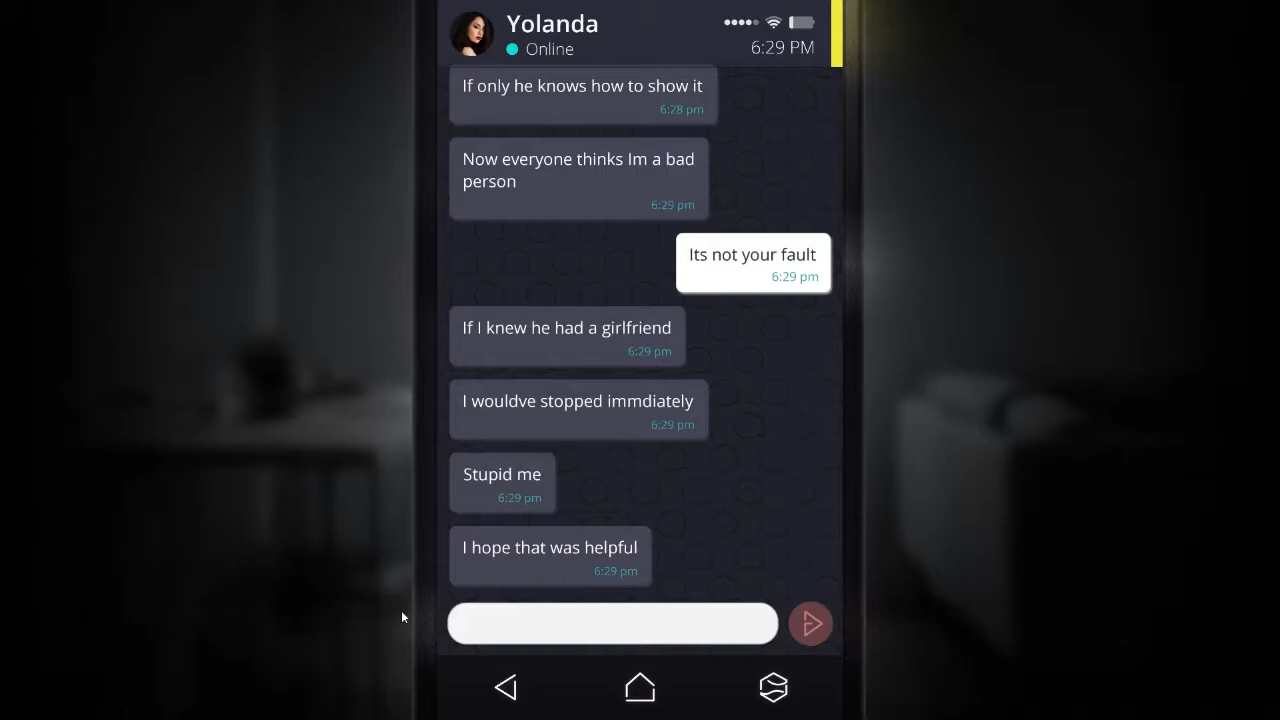 Yolanda
Online
6:29 PM
If only he knows how to show it
6:28 pm
Now everyone thinks Im a bad
person
6:29 pm
Its not your fault
6:29 pm
If I knew he had a girlfriend
6:29 pm
I wouldve stopped immdiately
6:29 pm
Stupid me
6:29 pm
I hope that was helpful
6:29 pm